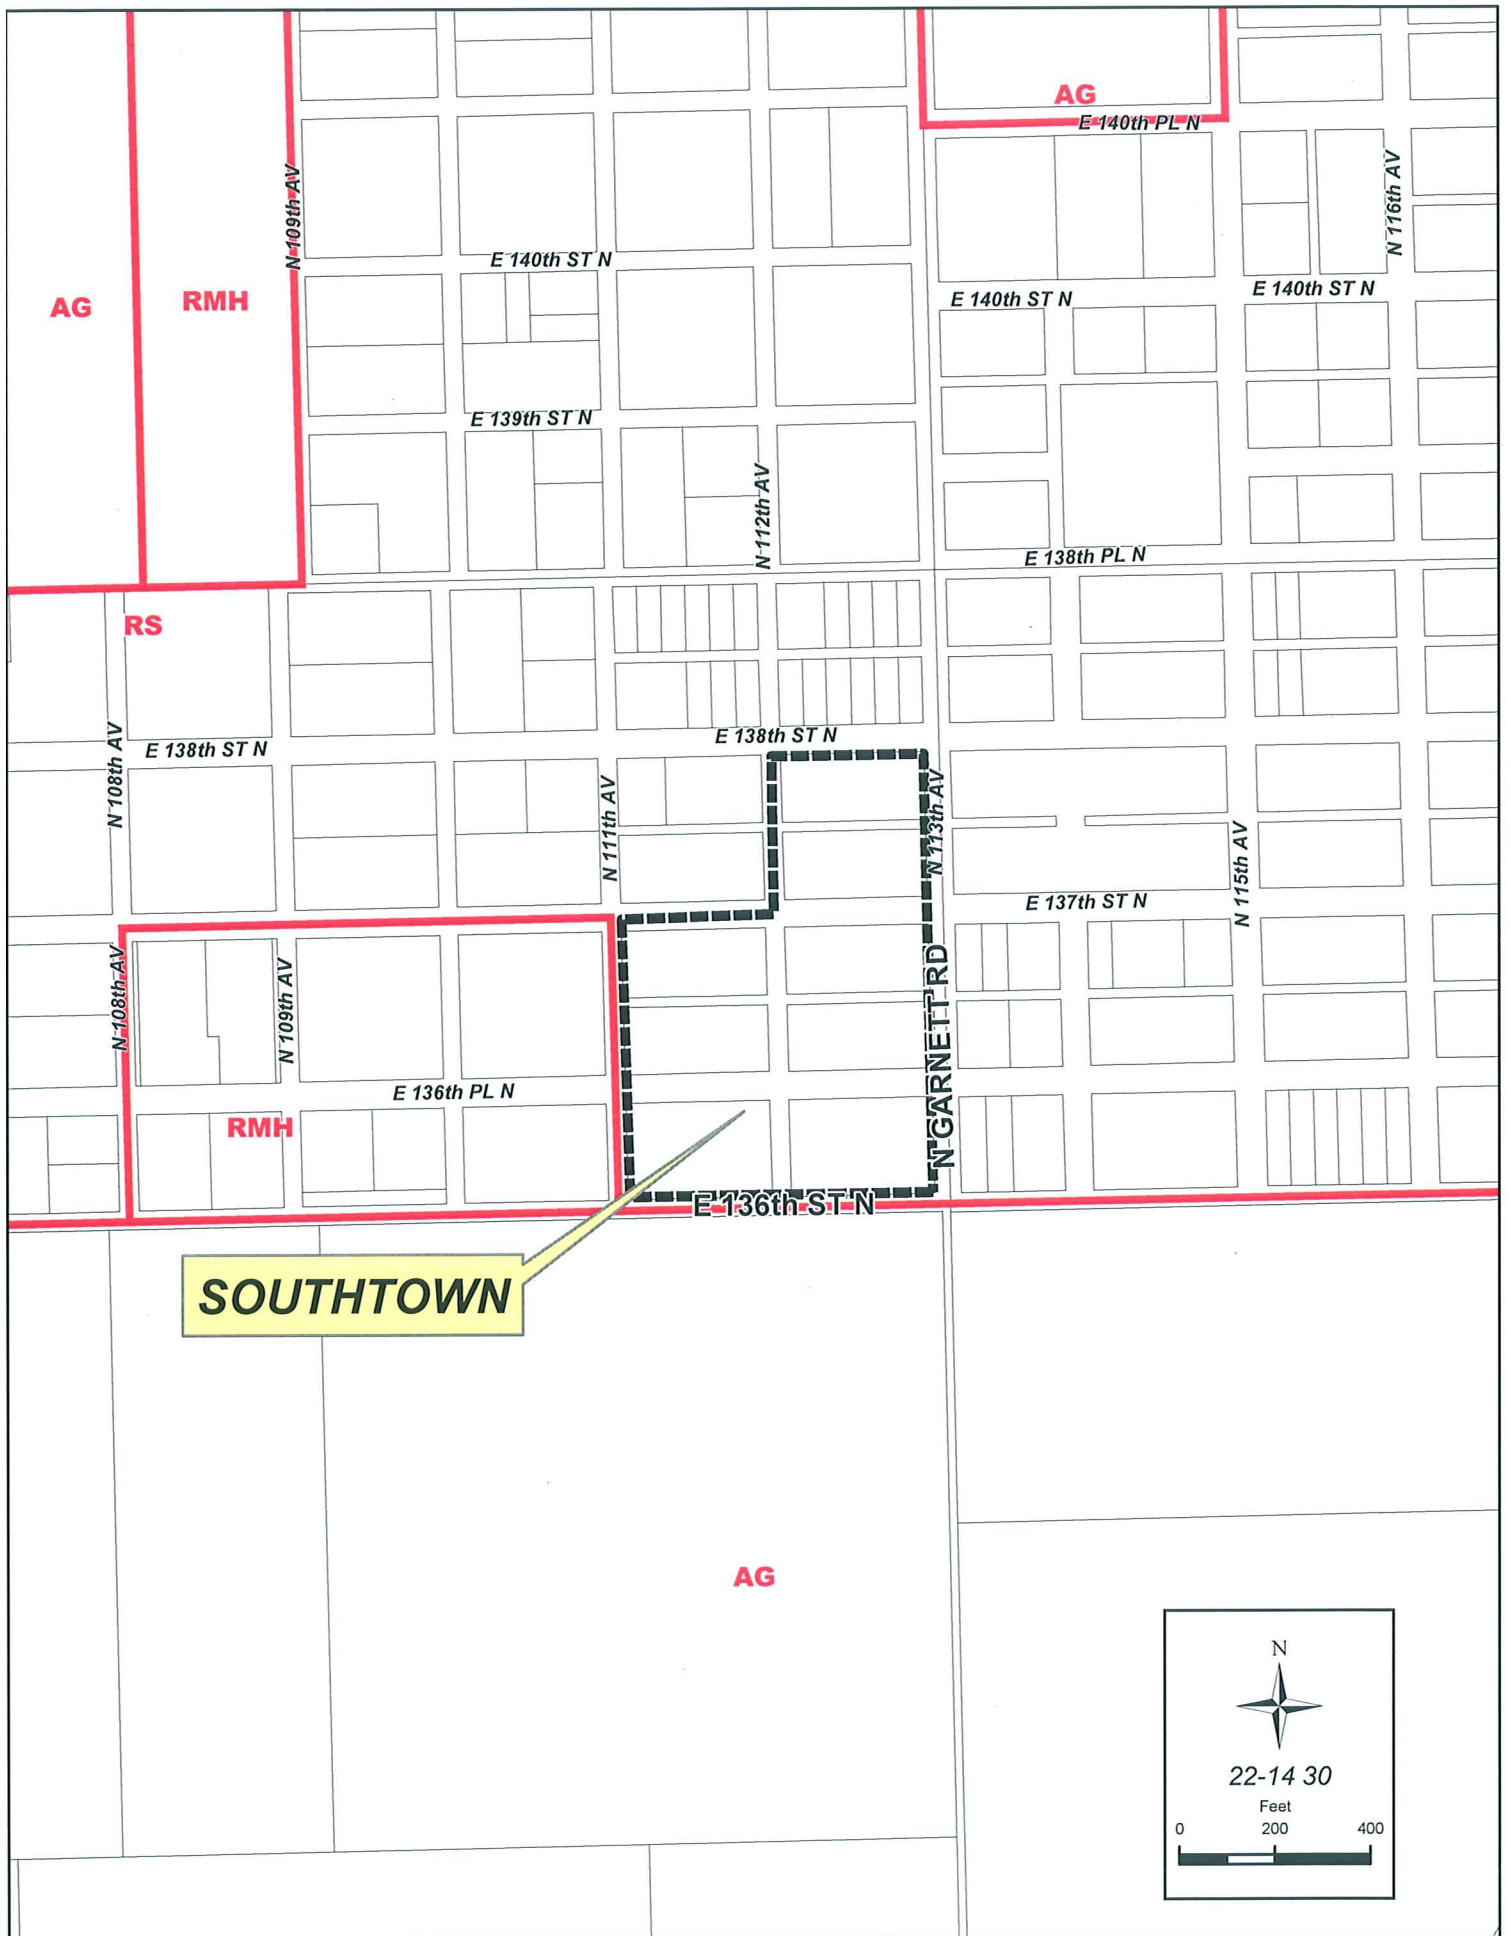 AG
E 140th PL N
N 109th AV
N 116th AV
E 140th ST N
AG
RMH
E 140th ST N
E 140th ST N
E 139th ST N
N 112th AV
E 138th PL N
RS
N 108th AV
E 138th ST N
E 138th ST N
N 111th AV
N 113th AV
N 115th AV
E 137th ST N
N 108th AV
N 109th AV
N GARNETT RD
E 136th PL N
RMH
E 136th ST N
SOUTHTOWN
AG
N
22-14 30
Feet
0 200 400